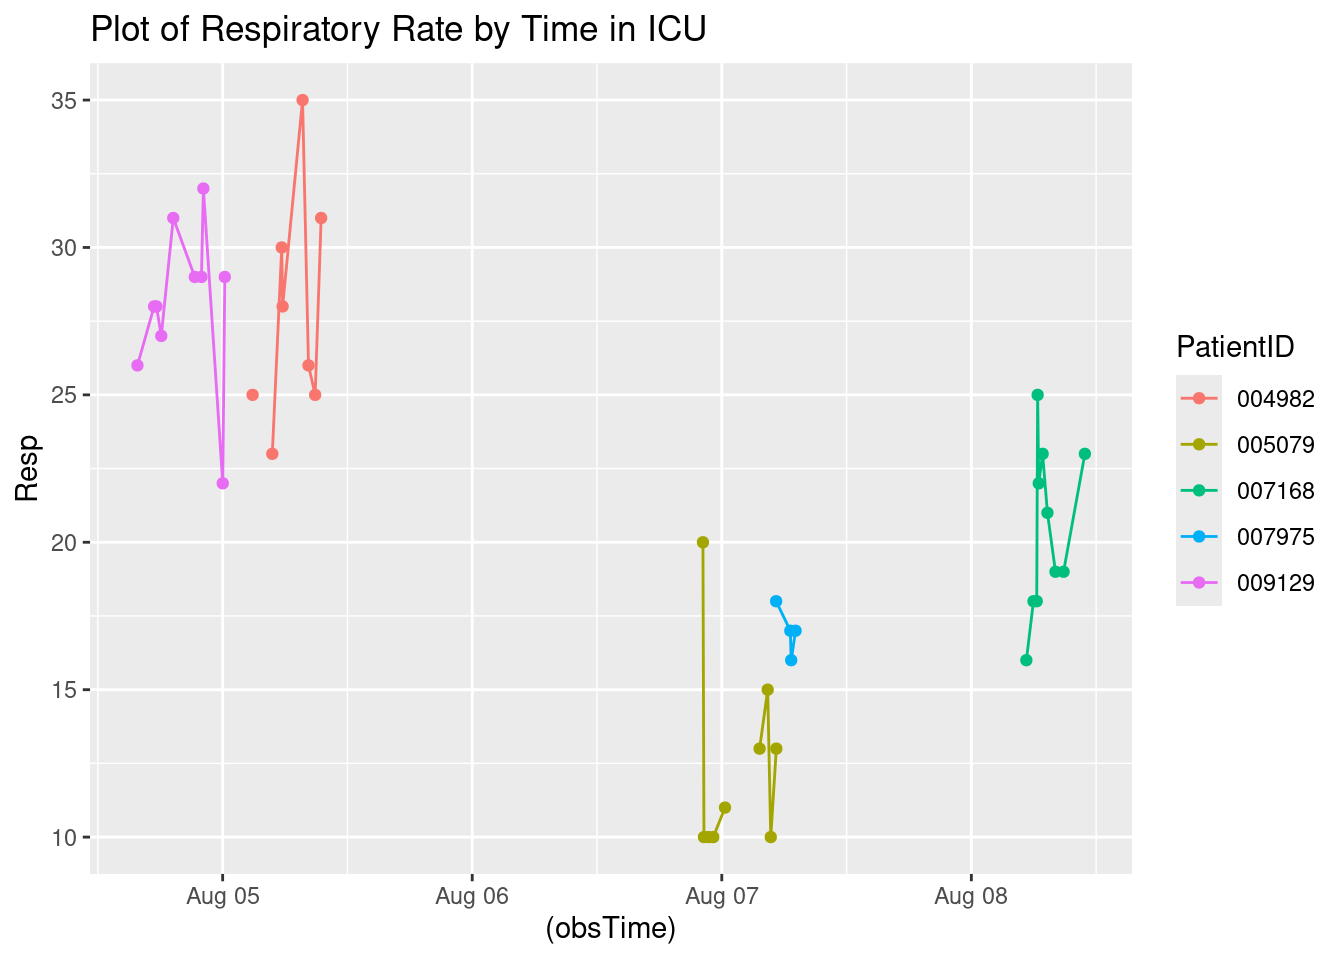 Plot of Respiratory Rate by Time in ICU
35
30
25
20
15
10
Resp
Aug 05
Aug 06
Aug 07
Aug 08
(obsTime)
PatientID
004982
005079
007168
007975
009129